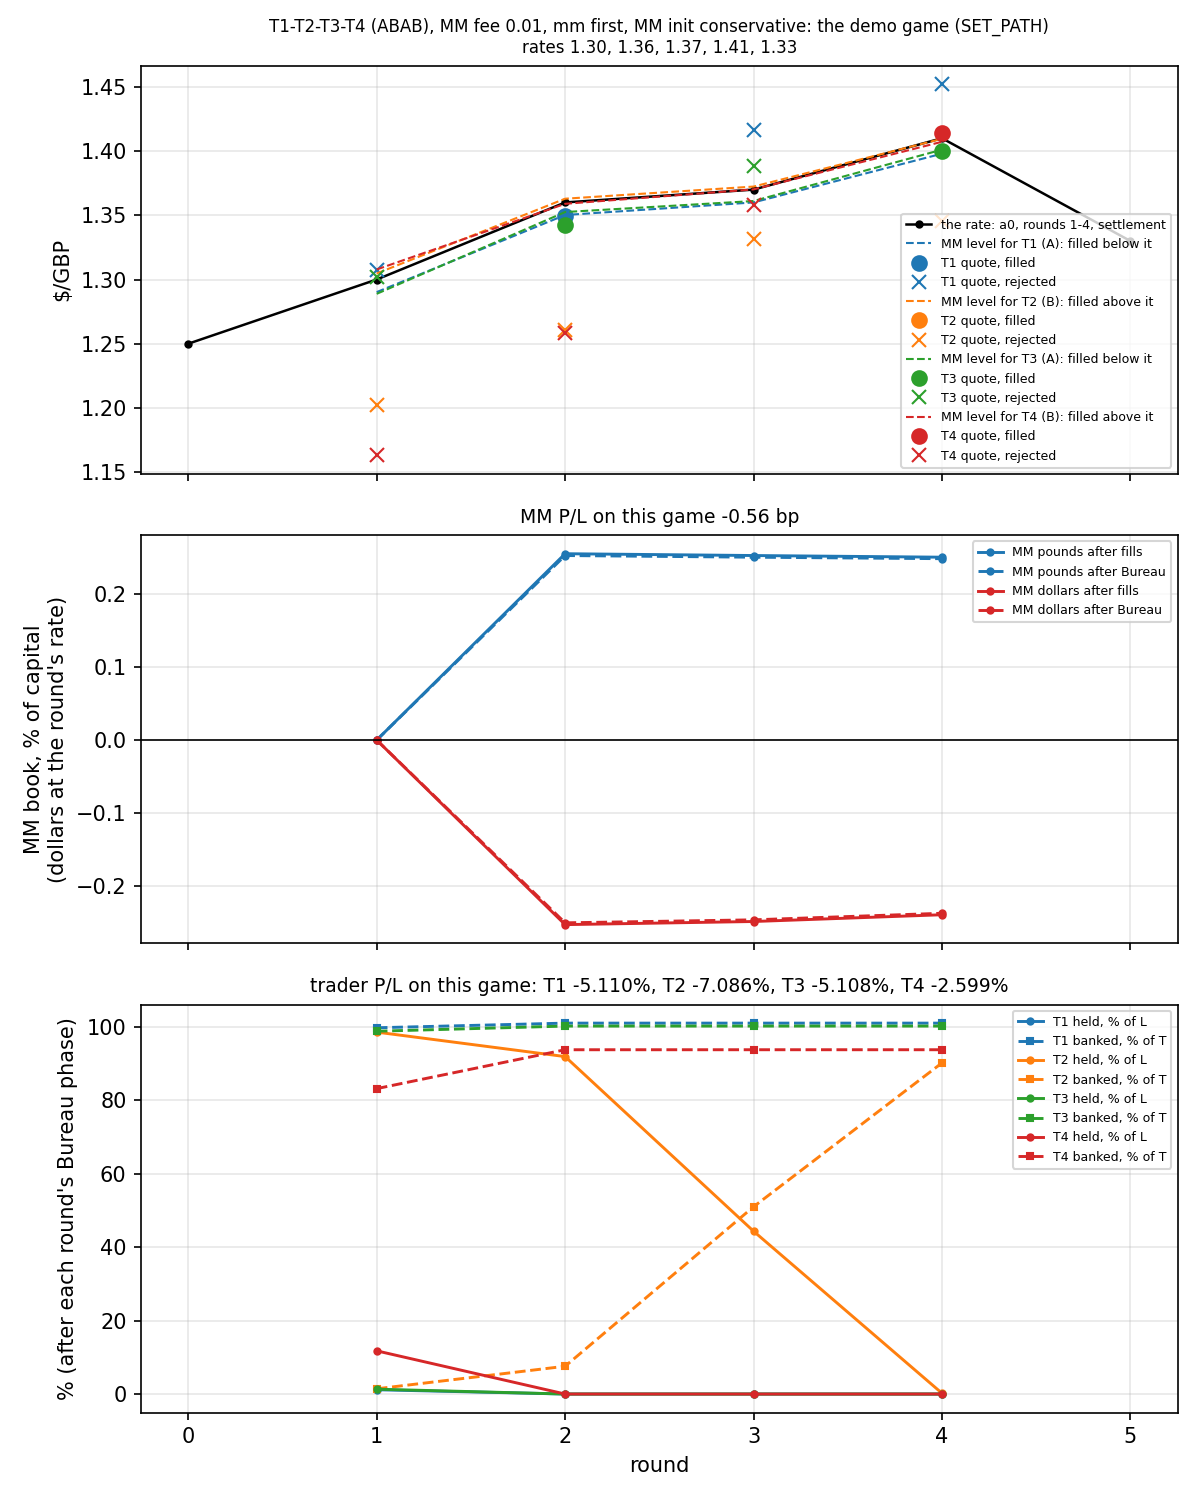 T1-T2-T3-T4 (ABAB), MM fee 0.01, mm first, MM init conservative: the demo game (SET_PATH)
rates 1.30, 1.36, 1.37, 1.41, 1.33
1.45
1.40
1.35
1.30
1.25
1.20
1.15
$/GBP
the rate: a0, rounds 1-4, settlement
MM level for T1 (A): filled below it
T1 quote, filled
T1 quote, rejected
MM level for T2 (B): filled above it
T2 quote, filled
T2 quote, rejected
MM level for T3 (A): filled below it
T3 quote, filled
T3 quote, rejected
MM level for T4 (B): filled above it
T4 quote, filled
T4 quote, rejected
MM P/L on this game -0.56 bp
0.2
0.1
0.0
−0.1
−0.2
MM book, % of capital
(dollars at the round's rate)
MM pounds after fills
MM pounds after Bureau
MM dollars after fills
MM dollars after Bureau
trader P/L on this game: T1 -5.110%, T2 -7.086%, T3 -5.108%, T4 -2.599%
100
80
60
40
20
0
% (after each round's Bureau phase)
T1 held, % of L
T1 banked, % of T
T2 held, % of L
T2 banked, % of T
T3 held, % of L
T3 banked, % of T
T4 held, % of L
T4 banked, % of T
0
1
2
3
4
5
round